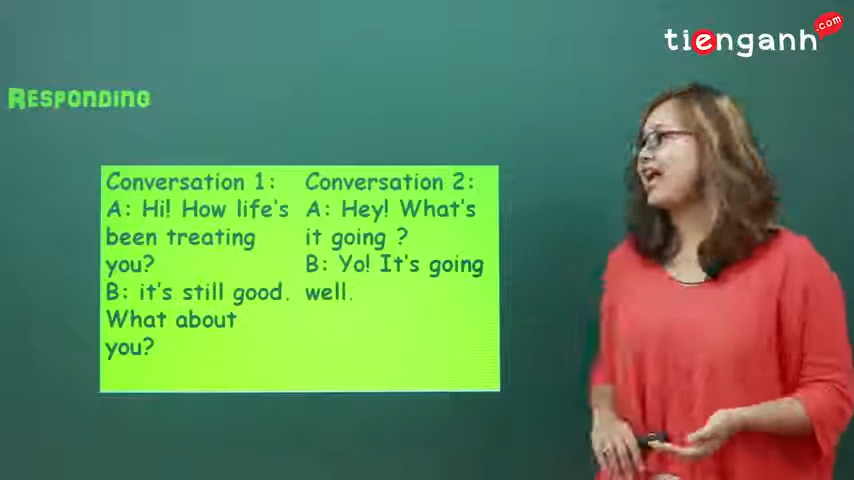 tienganh.com
RESPONDING
Conversation 1:
A: Hi! How life's
been treating
you?
B: it's still good.
What about
you?
Conversation 2:
A: Hey! What's
it going ?
B: Yo! It's going
well.